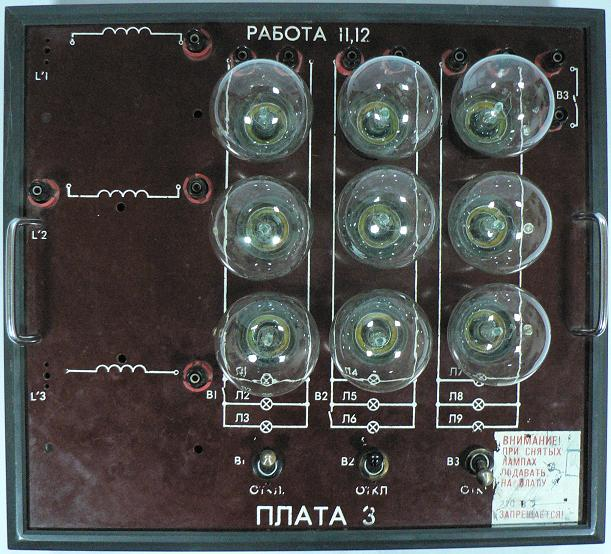 РАБОТА 11,12
L'1
В3
L'2
L'3
Л1
Л4
Л7
В1
Л2
В2
Л5
Л8
Л3
Л6
Л9
В1
В2
В3
ОТКЛ.
ОТКЛ
ОТК
ВНИМАНИЕ!
ПРИ СНЯТЫХ
ЛАМПАХ
ПОДАВАТЬ
НА ПЛАТУ
ЗАПРЕЩАЕТСЯ!
ПЛАТА 3